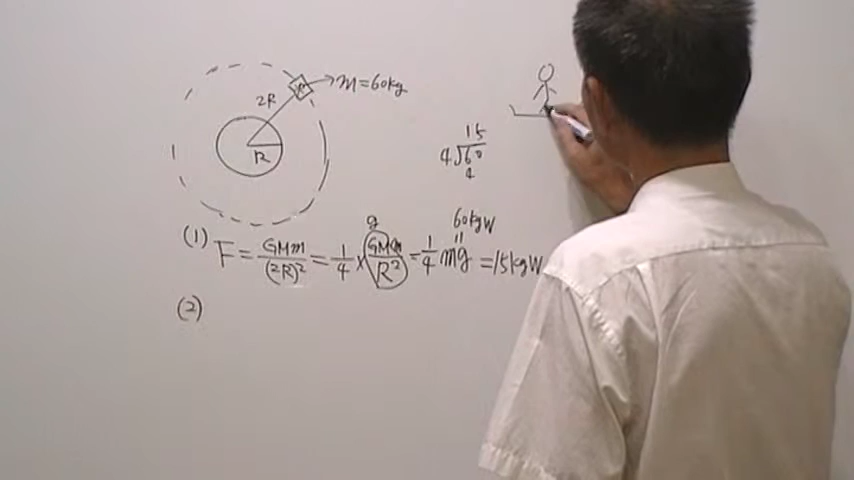 2R
m=60kg
R
15
4√60
4
g
60kgw
(1) F = GMm/(2R)² = 1/4 × GMm/R² = 1/4 mg = 15kgw
(2)